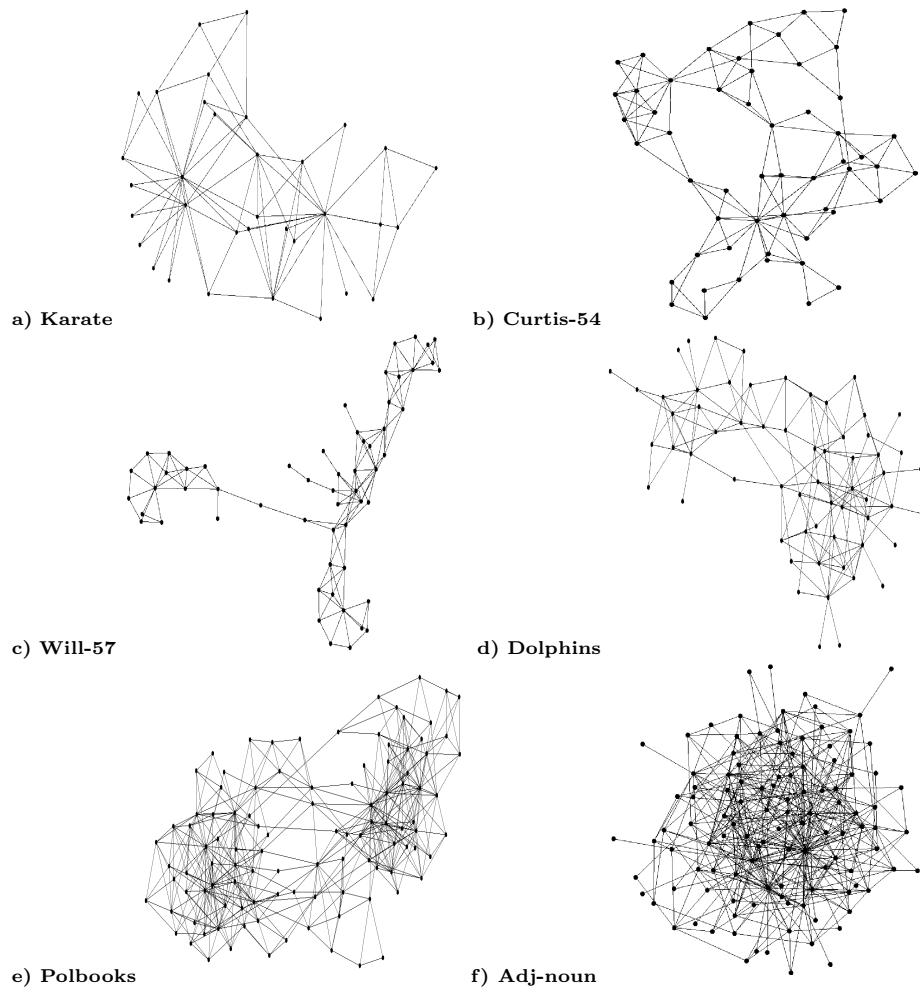 a) Karate
b) Curtis-54
c) Will-57
d) Dolphins
e) Polbooks
f) Adj-noun